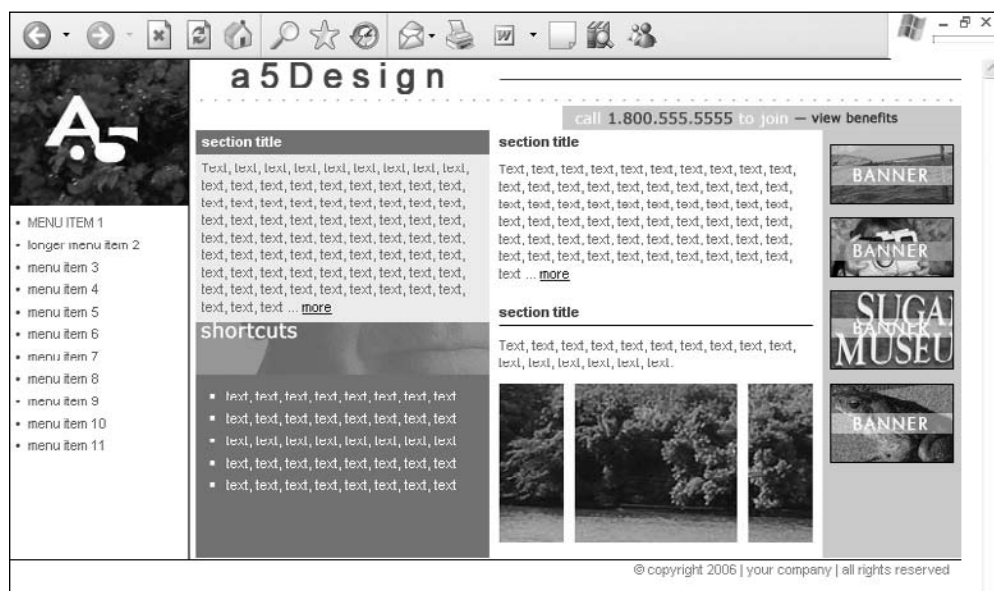 W
a5Design
A5
call 1.800.555.5555 to join — view benefits
• MENU ITEM 1
• longer menu item 2
• menu item 3
• menu item 4
• menu item 5
• menu item 6
• menu item 7
• menu item 8
• menu item 9
• menu item 10
• menu item 11
section title
Text, text, text, text, text, text, text, text, text,
text, text, text, text, text, text, text, text, text,
text, text, text, text, text, text, text, text, text,
text, text, text, text, text, text, text, text, text,
text, text, text, text, text, text, text, text, text,
text, text, text, text, text, text, text, text, text,
text, text, text, text, text, text, text, text, text,
text, text, text, text, text, text, text, text, text,
text, text, text ... more
shortcuts
▪ text, text, text, text, text, text, text, text
▪ text, text, text, text, text, text, text, text
▪ text, text, text, text, text, text, text, text
▪ text, text, text, text, text, text, text, text
▪ text, text, text, text, text, text, text, text
section title
Text, text, text, text, text, text, text, text, text, text,
text, text, text, text, text, text, text, text, text, text,
text, text, text, text, text, text, text, text, text, text,
text, text, text, text, text, text, text, text, text, text,
text, text, text, text, text, text, text, text, text, text,
text, text, text, text, text, text, text, text, text, text,
text ... more
section title
Text, text, text, text, text, text, text, text, text, text,
text, text, text, text, text, text.
BANNER
BANNER
SUGA
BANNER
MUSEU
BANNER
© copyright 2006 | your company | all rights reserved